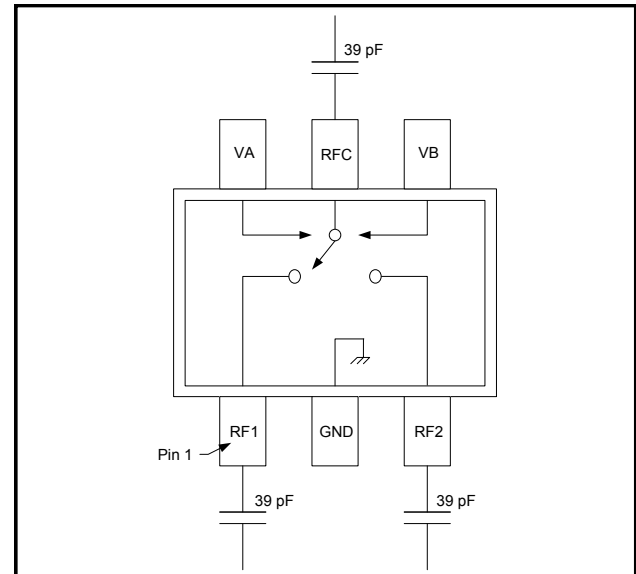 39 pF
VA RFC VB
RF1 GND RF2
Pin 1
39 pF 39 pF